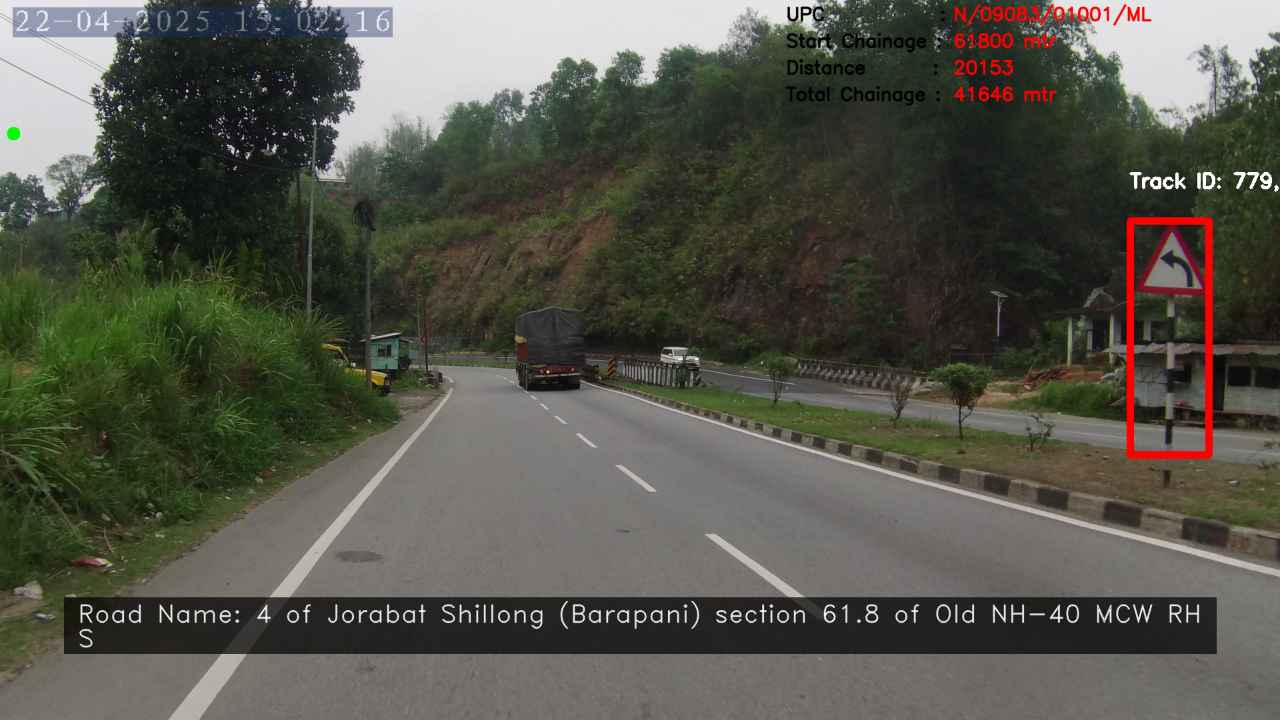 22-04-2025 15:02:16
UPC : N/09083/01001/ML
Start Chainage : 61800 mtr
Distance : 20153
Total Chainage : 41646 mtr
Track ID: 779,
Road Name: 4 of Jorabat Shillong (Barapani) section 61.8 of Old NH-40 MCW RH
S